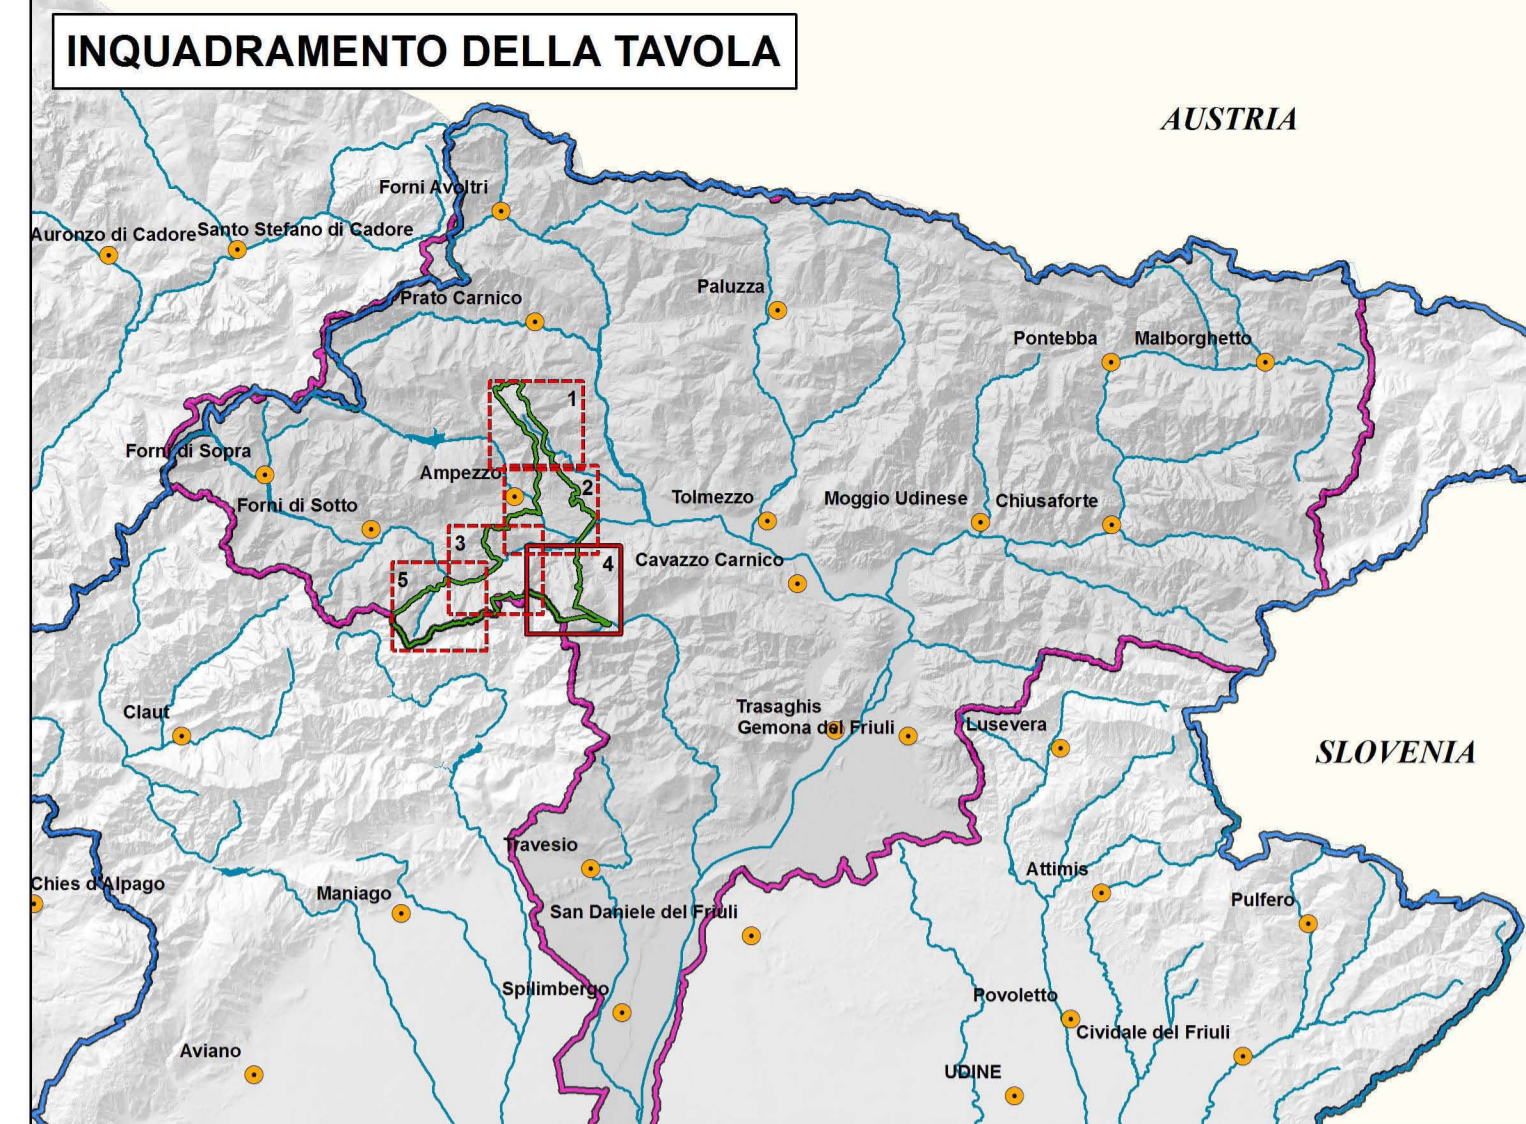 INQUADRAMENTO DELLA TAVOLA
AUSTRIA
Forni Avoltri
Auronzo di Cadore
Santo Stefano di Cadore
Prato Carnico
Paluzza
Pontebba
Malborghetto
1
Forni di Sopra
Ampezzo
2
Forni di Sotto
Tolmezzo
Moggio Udinese
Chiusaforte
3
4
Cavazzo Carnico
5
Claut
Trasaghis
Gemona del Friuli
Lusevera
SLOVENIA
Travesio
Attimis
Chies d'Alpago
Maniago
San Daniele del Friuli
Pulfero
Spilimbergo
Povoletto
Cividale del Friuli
Aviano
UDINE